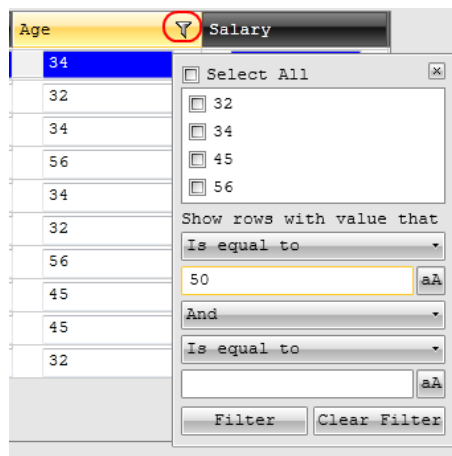 Age Salary
34
32
34
56
34
32
56
45
45
32
Select All
32
34
45
56
Show rows with value that
Is equal to
50 aA
And
Is equal to
aA
Filter Clear Filter